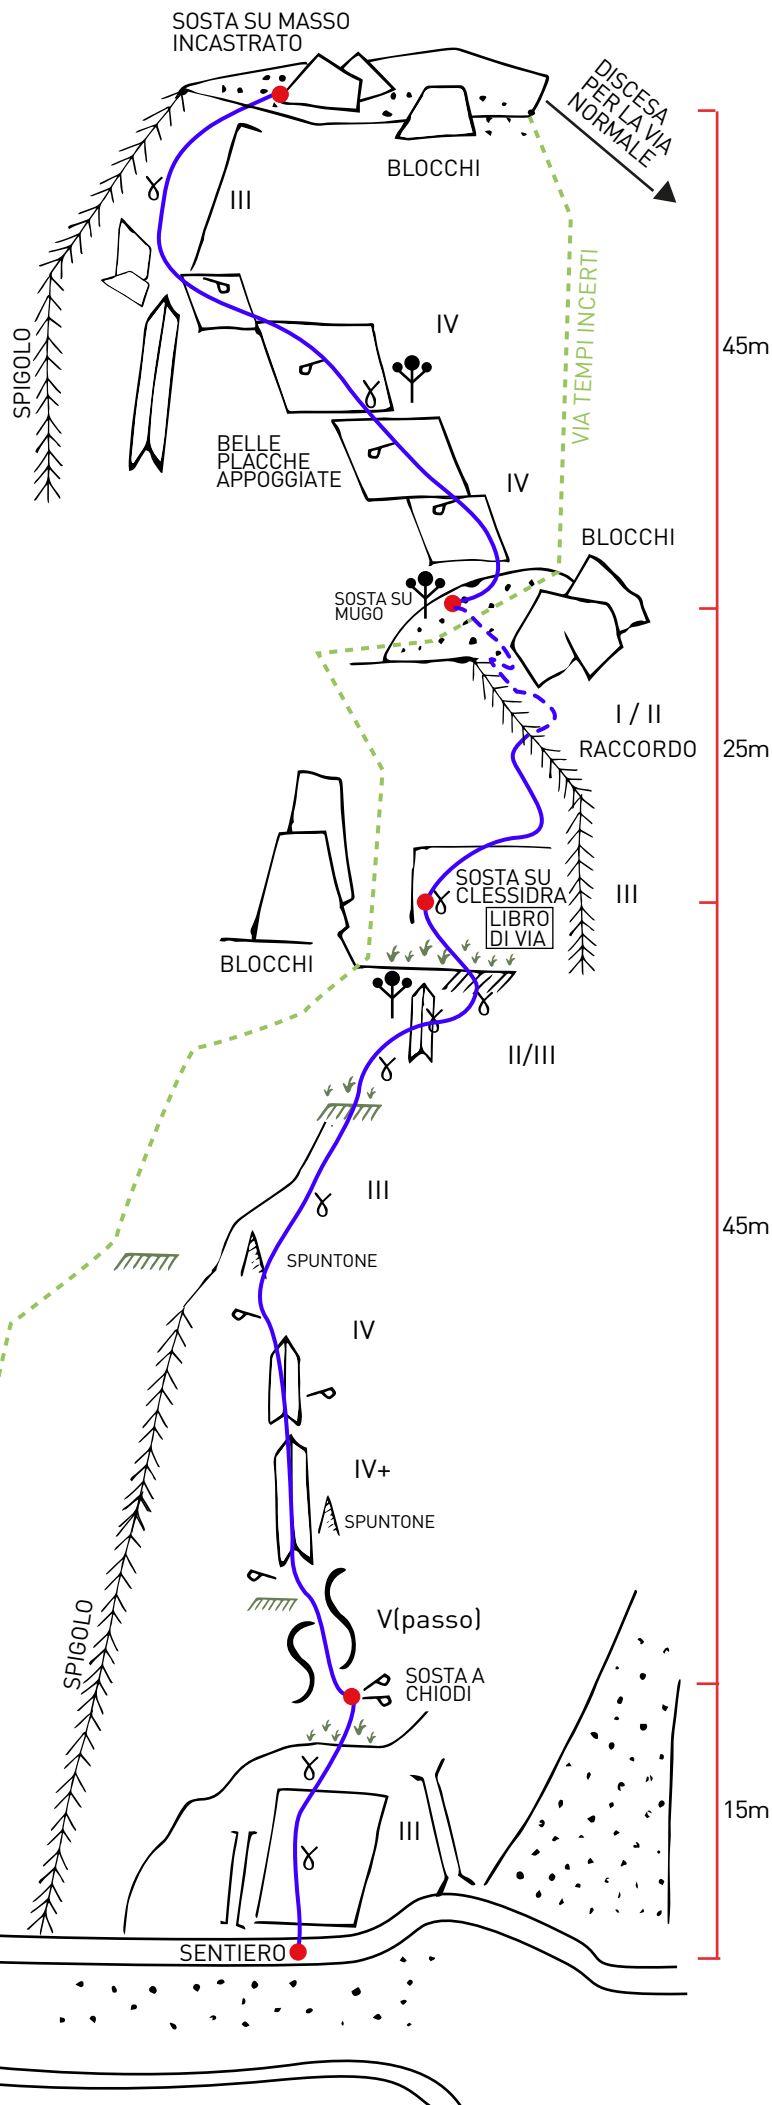 SOSTA SU MASSO
INCASTRATO
DISCESA
PER LA VIA
NORMALE
BLOCCHI
III
VIA TEMPI INCERTI
SPIGOLO
IV
45m
BELLE
PLACCHE
APPOGGIATE
IV
BLOCCHI
SOSTA SU
MUGO
I / II
RACCORDO
25m
SOSTA SU
CLESSIDRA
III
LIBRO
DI VIA
BLOCCHI
II/III
III
45m
SPUNTONE
IV
IV+
SPUNTONE
SPIGOLO
V(passo)
SOSTA A
CHIODI
15m
III
SENTIERO